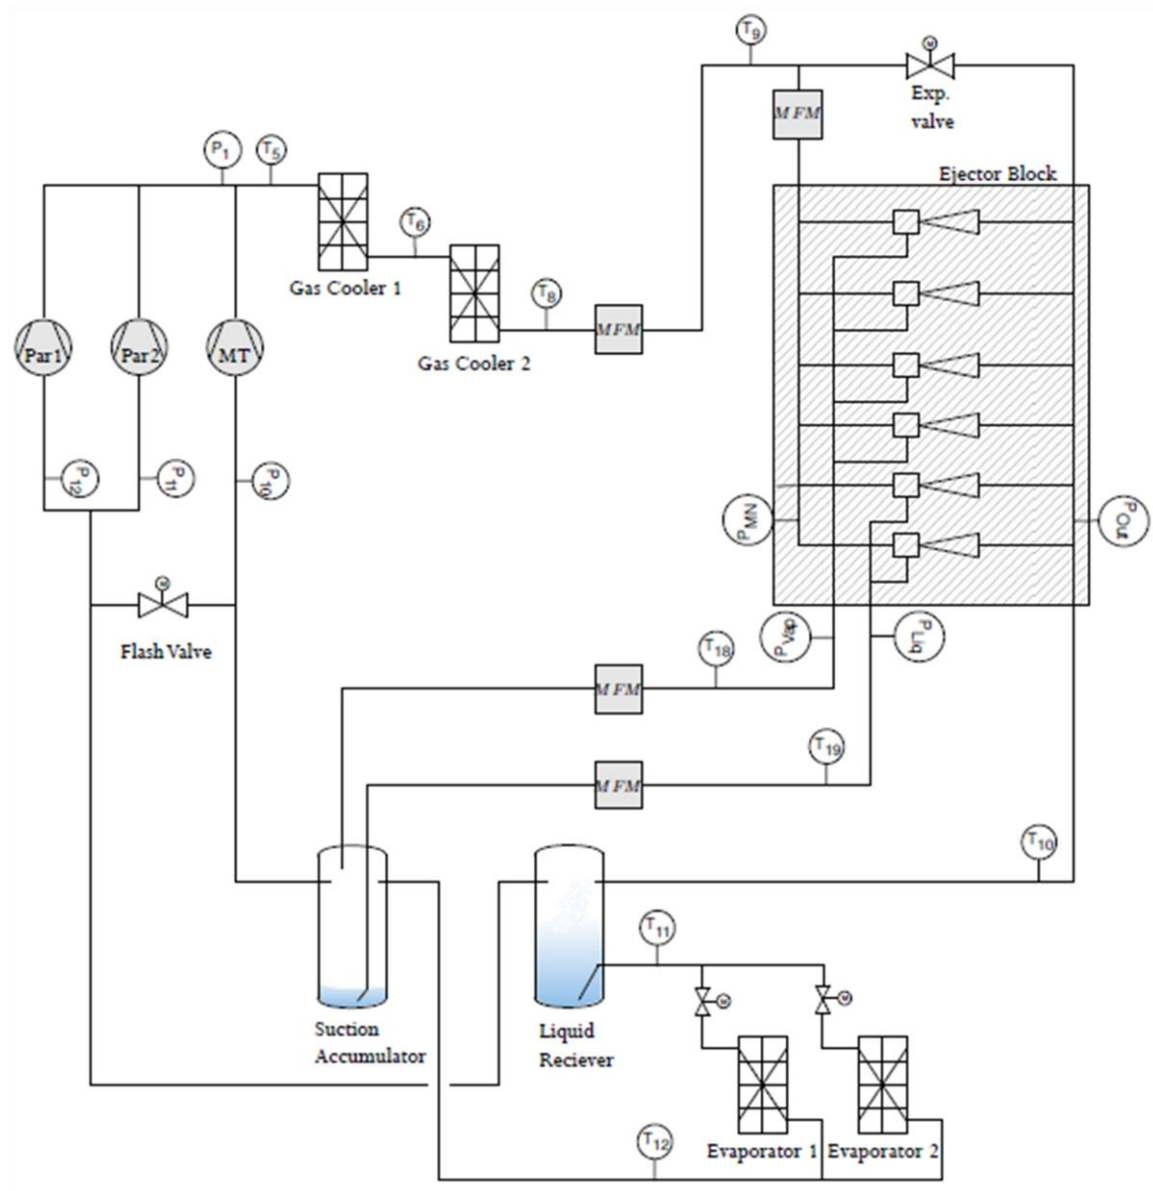 T9
Exp.
valve
MFM
Ejector Block
P1
T5
T6
Gas Cooler 1
T8
MFM
Gas Cooler 2
Par1
Par2
MT
P12
P11
P10
PMN
POut
Flash Valve
PVap
PLiq
T18
MFM
T19
MFM
T10
T11
Suction
Accumulator
Liquid
Reciever
T12
Evaporator 1
Evaporator 2
M
M
M
M